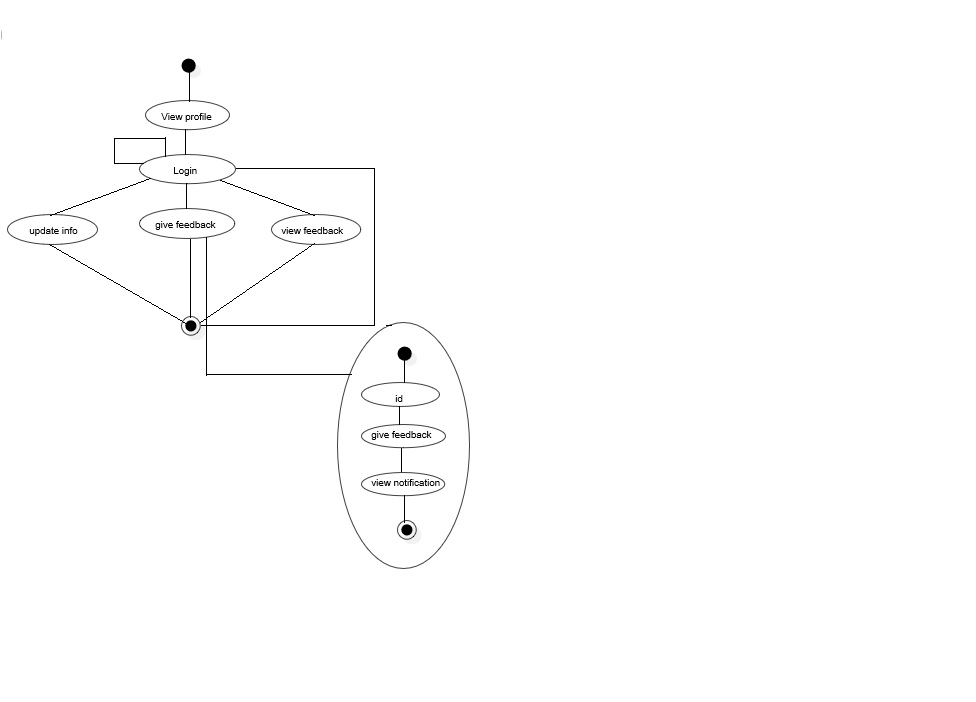 View profile
Login
update info
give feedback
view feedback
id
give feedback
view notification